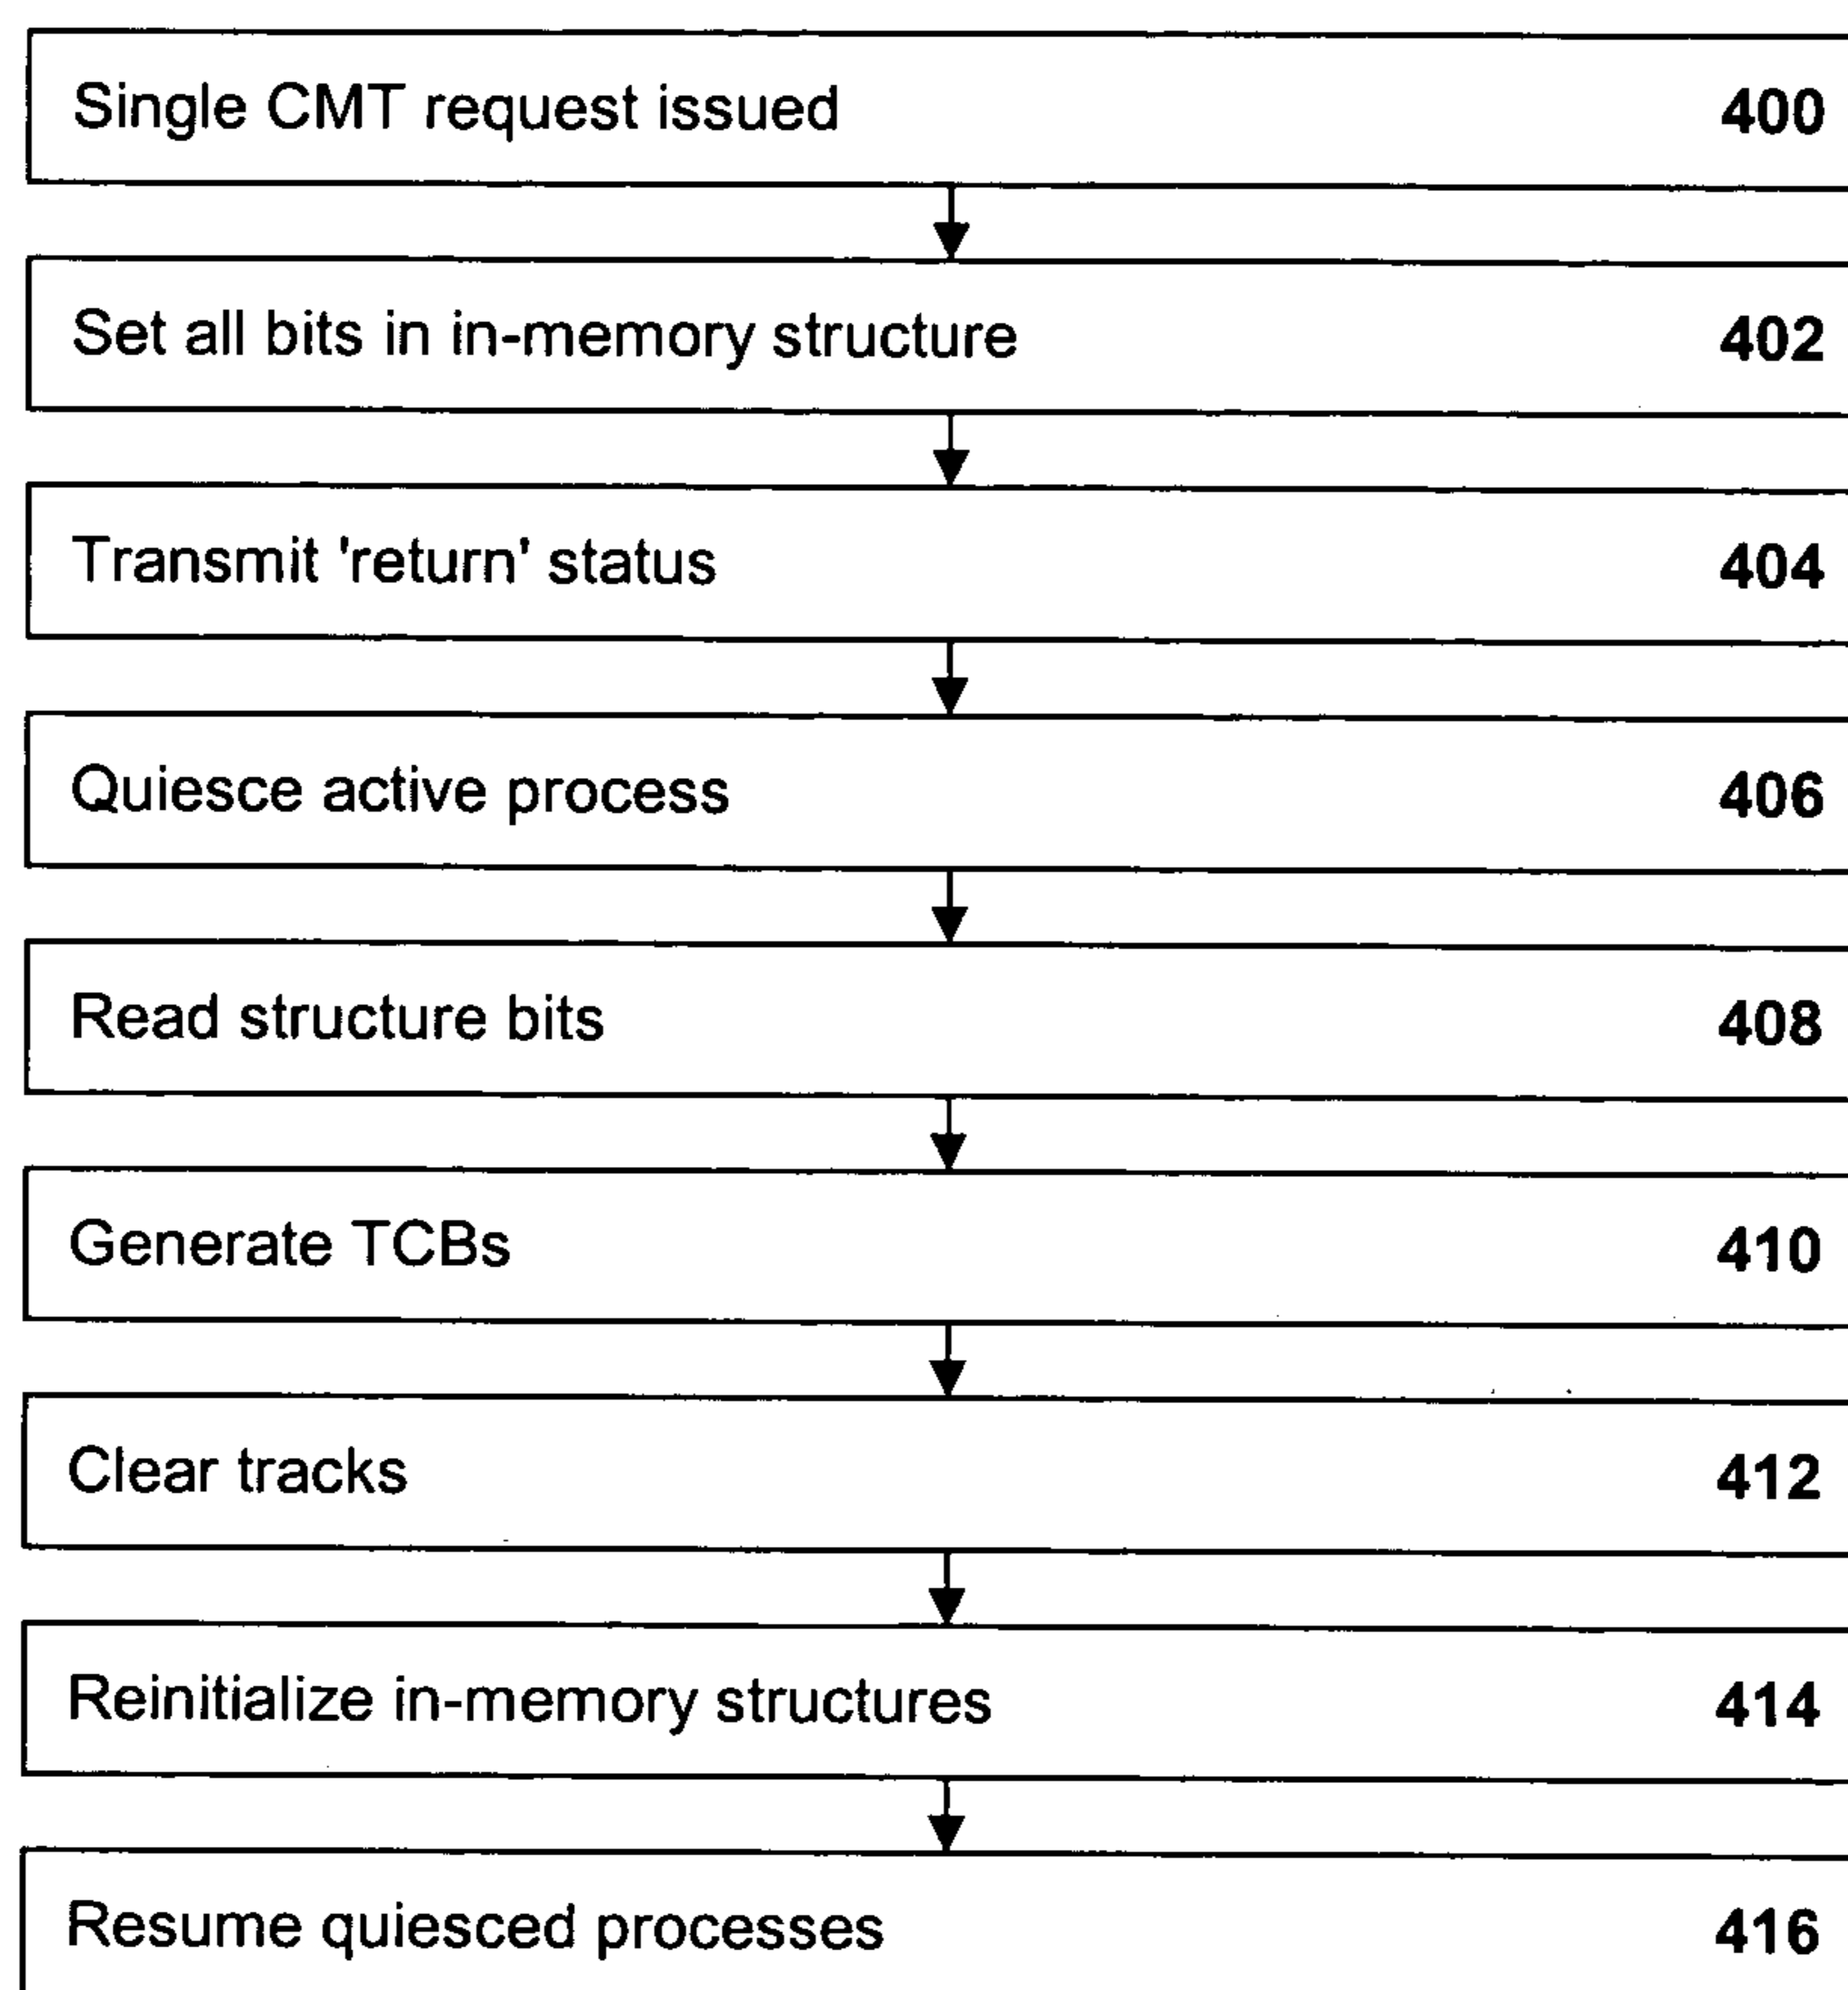 Single CMT request issued 400
Set all bits in in-memory structure 402
Transmit 'return' status 404
Quiesce active process 406
Read structure bits 408
Generate TCBs 410
Clear tracks 412
Reinitialize in-memory structures 414
Resume quiesced processes 416